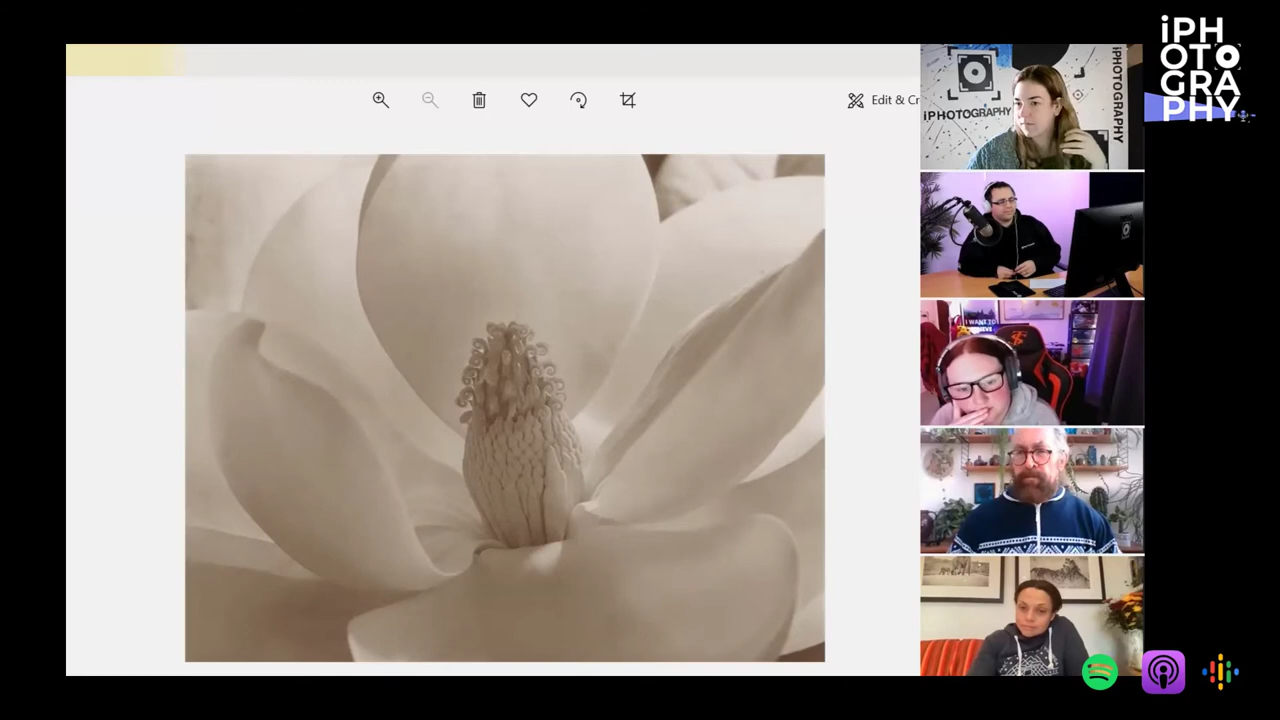 iPH
OTO
GRA
PHY
Edit & Cr
iPHOTOGRAPHY
iPHOTOGRAPHY
I WANT TO